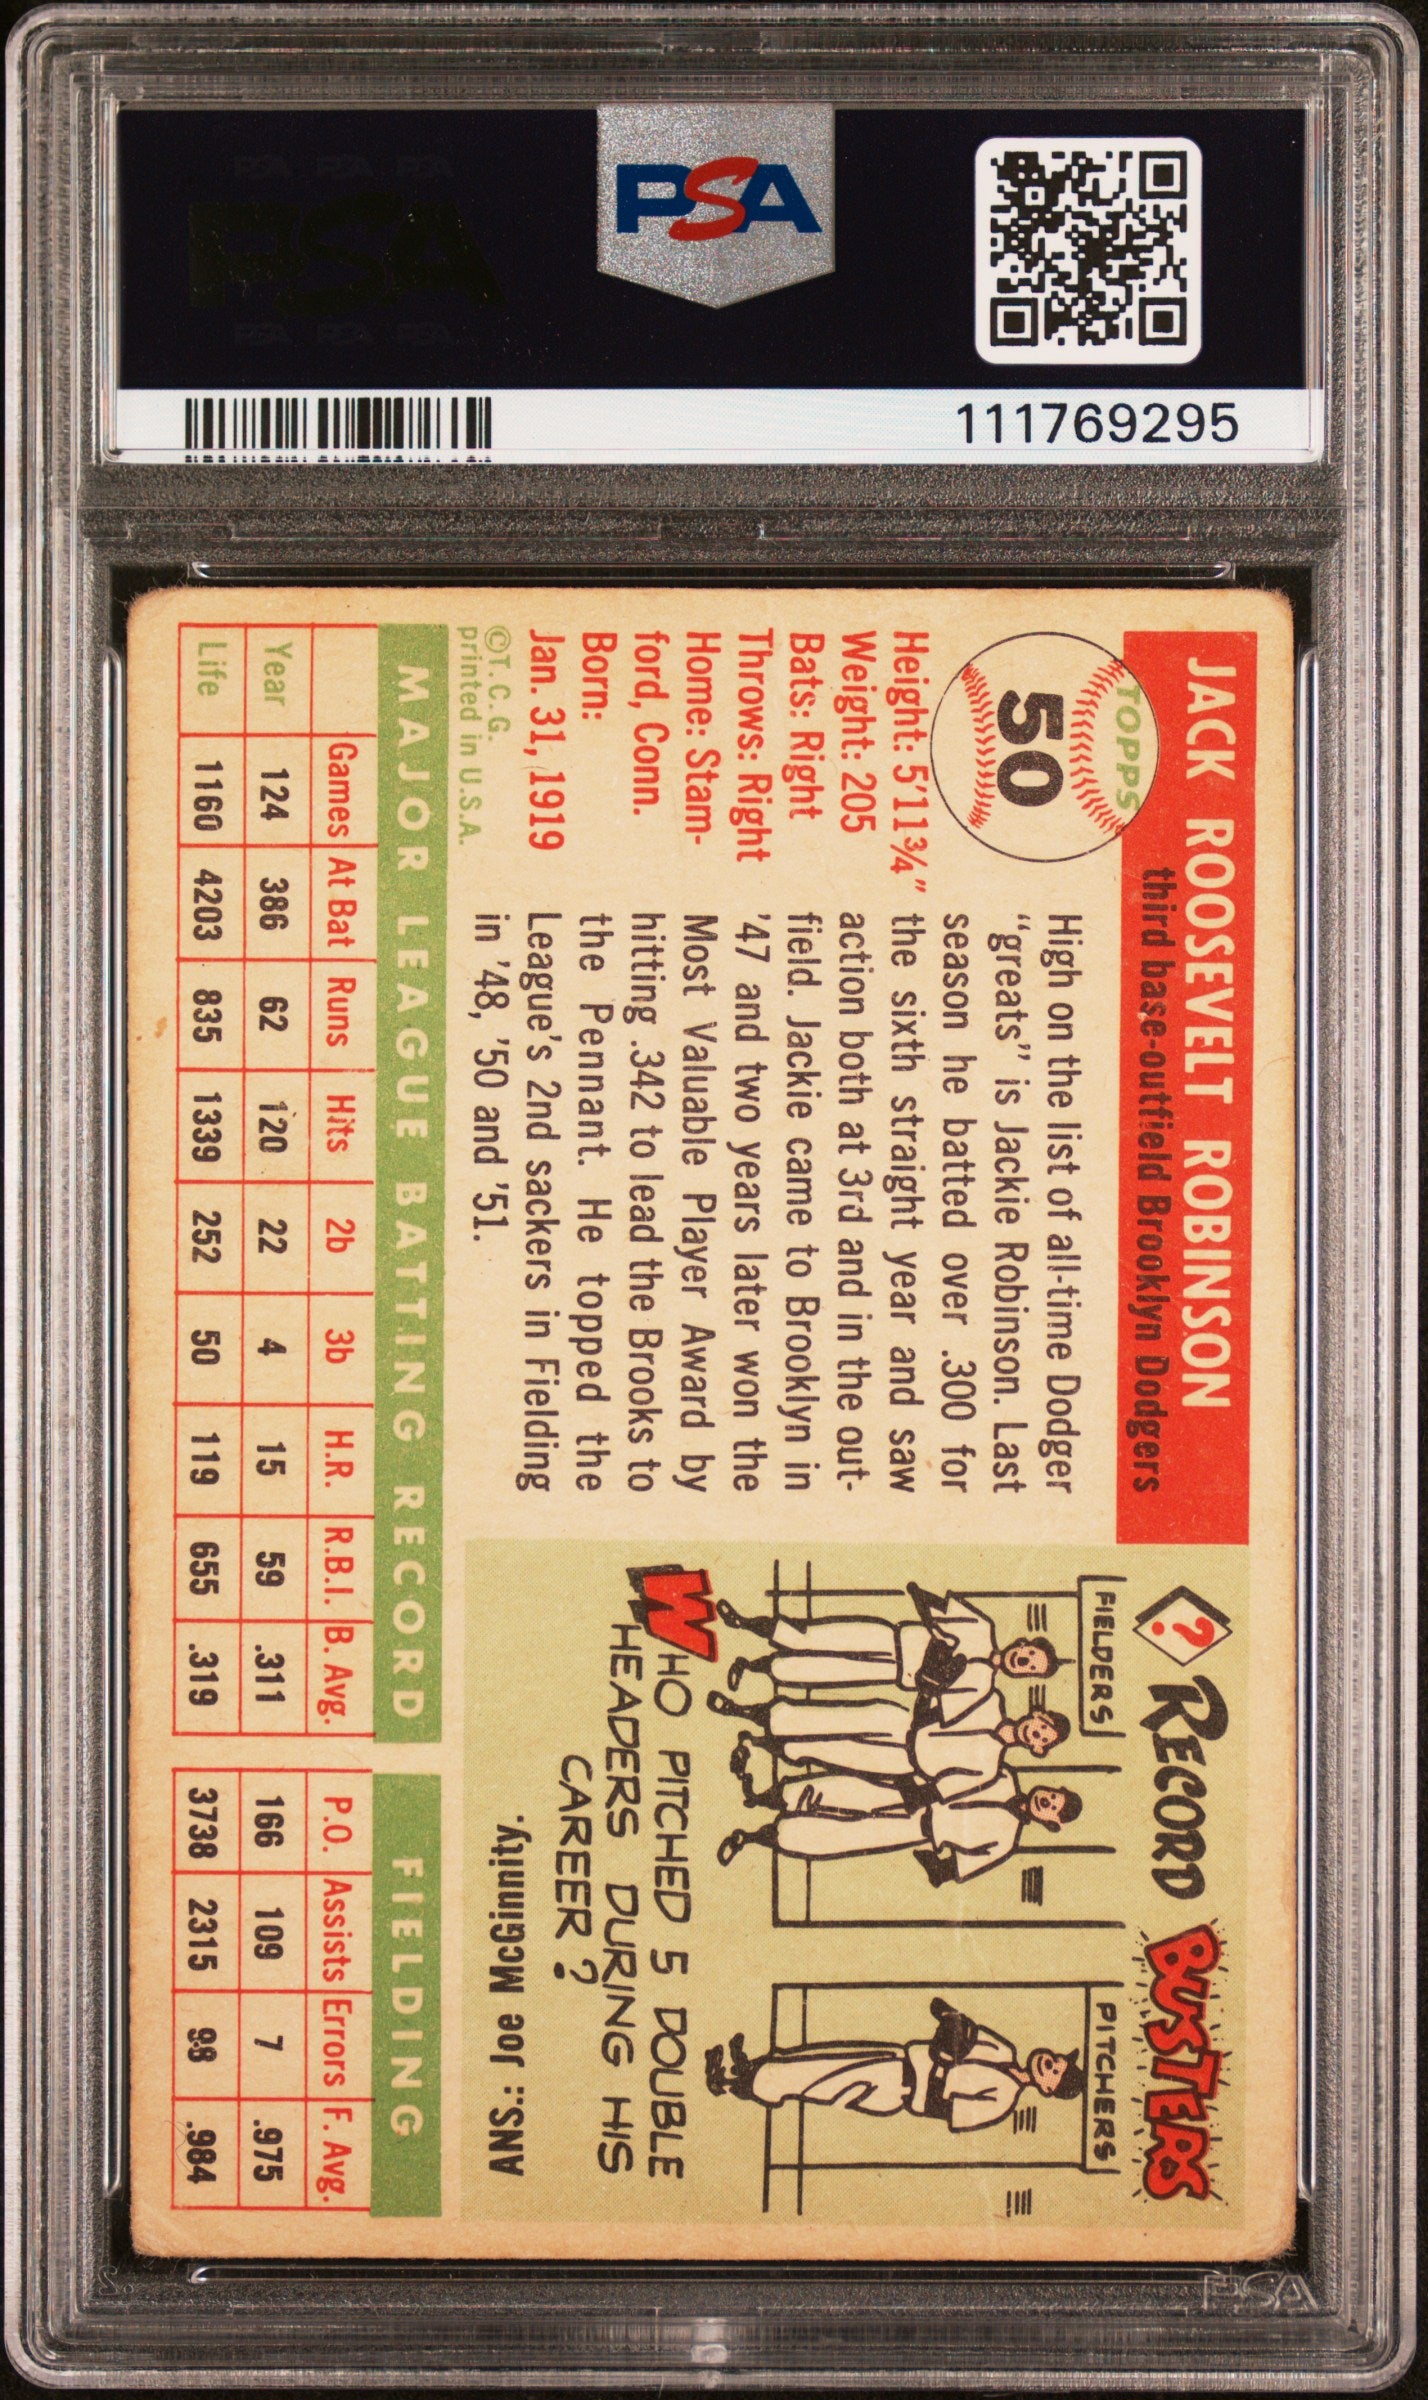 PSA
111769295
JACK ROOSEVELT ROBINSON
third base-outfield Brooklyn Dodgers
TOPPS
50
Height: 5'11¾"
Weight: 205
Bats: Right
Throws: Right
Home: Stam-
ford, Conn.
Born:
Jan. 31, 1919
©T. C. G.
printed in U.S.A.
High on the list of all-time Dodger
"greats" is Jackie Robinson. Last
season he batted over .300 for
the sixth straight year and saw
action both at 3rd and in the out-
field. Jackie came to Brooklyn in
'47 and two years later won the
Most Valuable Player Award by
hitting .342 to lead the Brooks to
the Pennant. He topped the
League's 2nd sackers in Fielding
in '48, '50 and '51.
? RECORD BUSTERS
FIELDERS
PITCHERS
WHO PITCHED 5 DOUBLE
HEADERS DURING HIS
CAREER?
ANS.: Joe McGinnity.
MAJOR LEAGUE BATTING RECORD
FIELDING
Games At Bat Runs Hits 2b 3b H.R. R.B.I. B. Avg. P.O. Assists Errors F. Avg.
Year 124 386 62 120 22 4 15 59 .311 166 109 7 .975
Life 1160 4203 835 1339 252 50 119 655 .319 3738 2315 98 .984
PSA